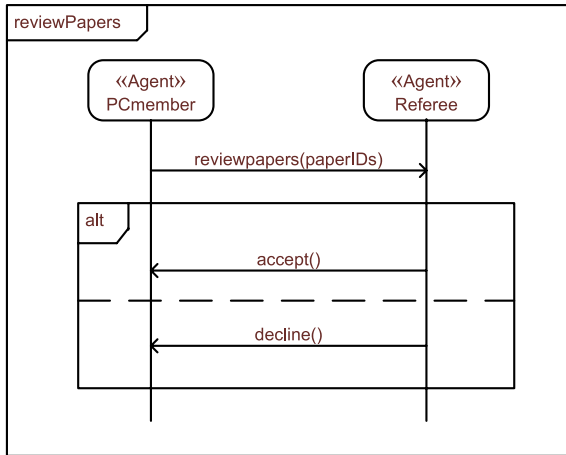 reviewPapers
«Agent»
PCmember
«Agent»
Referee
reviewpapers(paperIDs)
alt
accept()
decline()